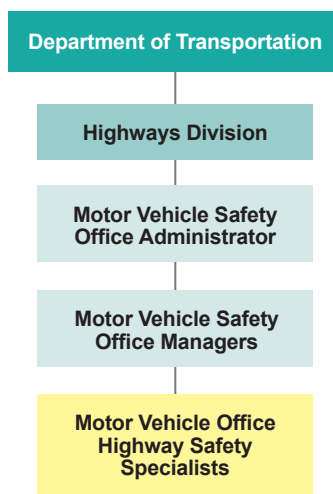 Department of Transportation
Highways Division
Motor Vehicle Safety
Office Administrator
Motor Vehicle Safety
Office Managers
Motor Vehicle Office
Highway Safety
Specialists